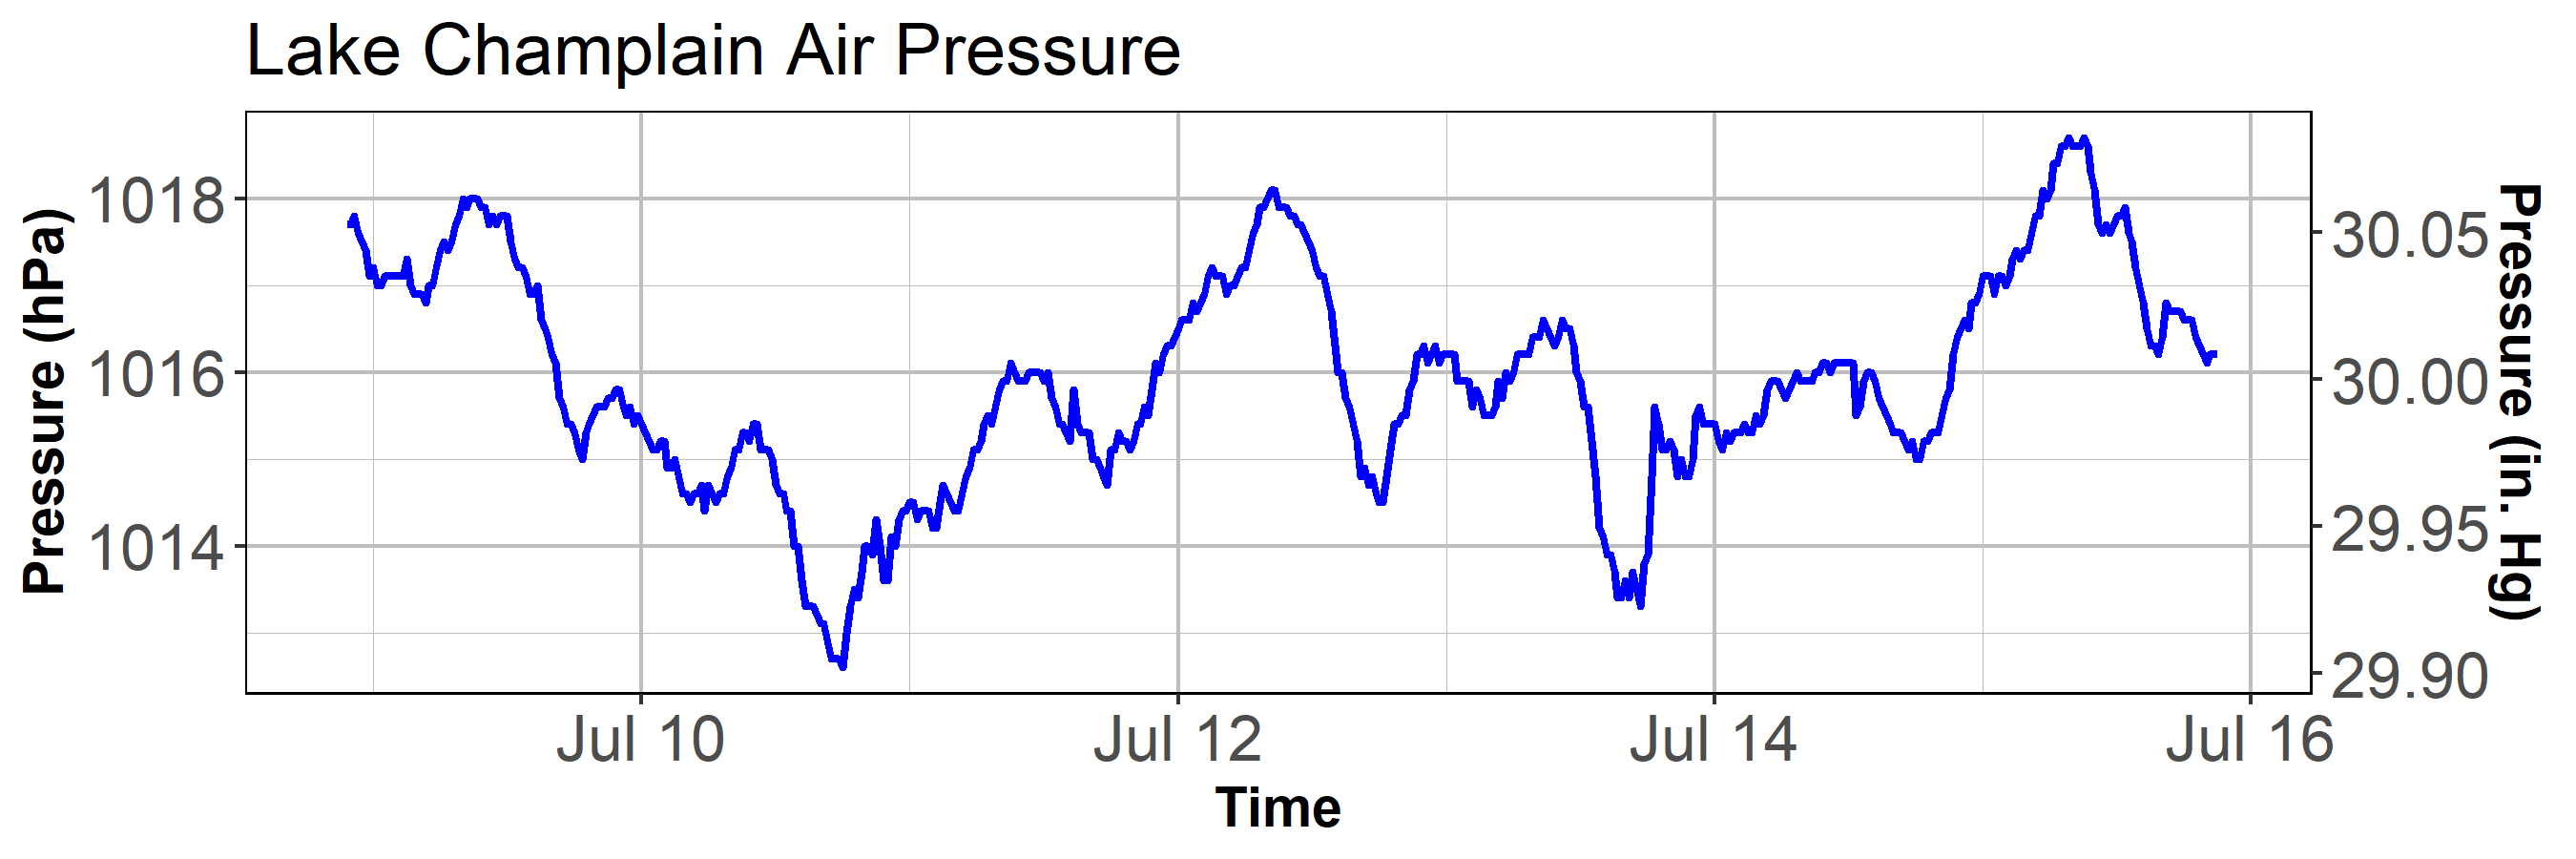 Lake Champlain Air Pressure
Pressure (hPa)
1018
1016
1014
30.05
30.00
29.95
29.90
Pressure (in. Hg)
Jul 10
Jul 12
Jul 14
Jul 16
Time